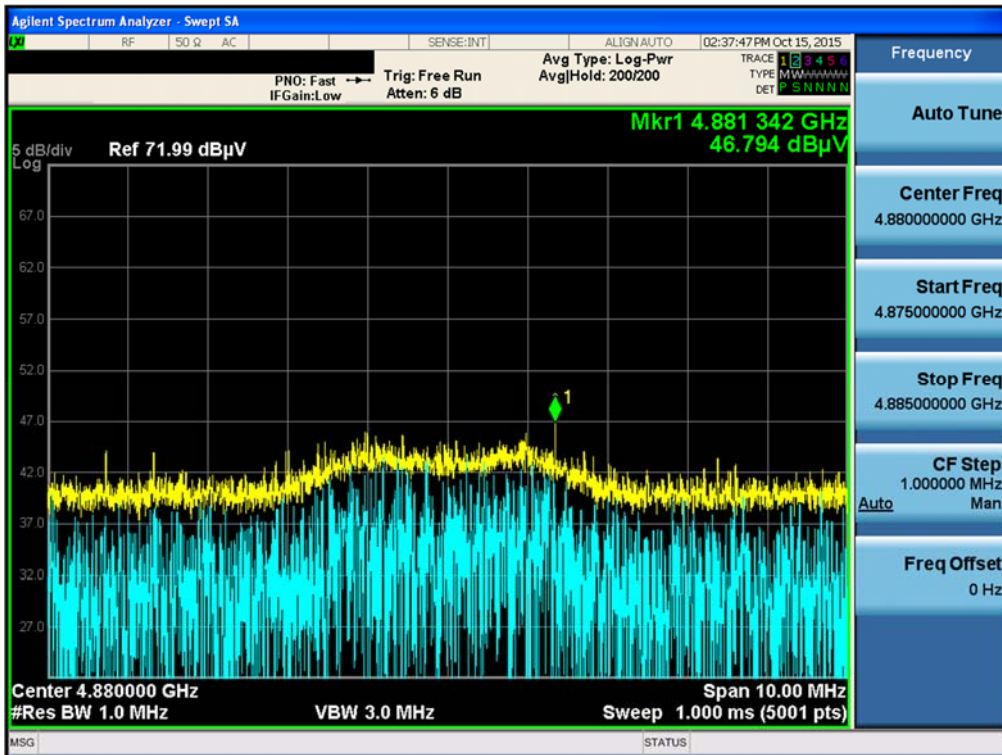 Agilent Spectrum Analyzer - Swept SA
LXI RF 50 Ω AC SENSE:INT ALIGN AUTO 02:37:47 PM Oct 15, 2015
PNO: Fast Trig: Free Run Avg Type: Log-Pwr TRACE 1 2 3 4 5 6
IFGain:Low Atten: 6 dB Avg|Hold: 200/200 TYPE M W
DET P S N N N N
Mkr1 4.881 342 GHz
46.794 dBµV
5 dB/div Ref 71.99 dBµV
Log
67.0
62.0
57.0
52.0
1
47.0
42.0
37.0
32.0
27.0
Center 4.880000 GHz Span 10.00 MHz
#Res BW 1.0 MHz VBW 3.0 MHz Sweep 1.000 ms (5001 pts)
MSG STATUS
Frequency
Auto Tune
Center Freq
4.880000000 GHz
Start Freq
4.875000000 GHz
Stop Freq
4.885000000 GHz
CF Step
1.000000 MHz
Auto Man
Freq Offset
0 Hz